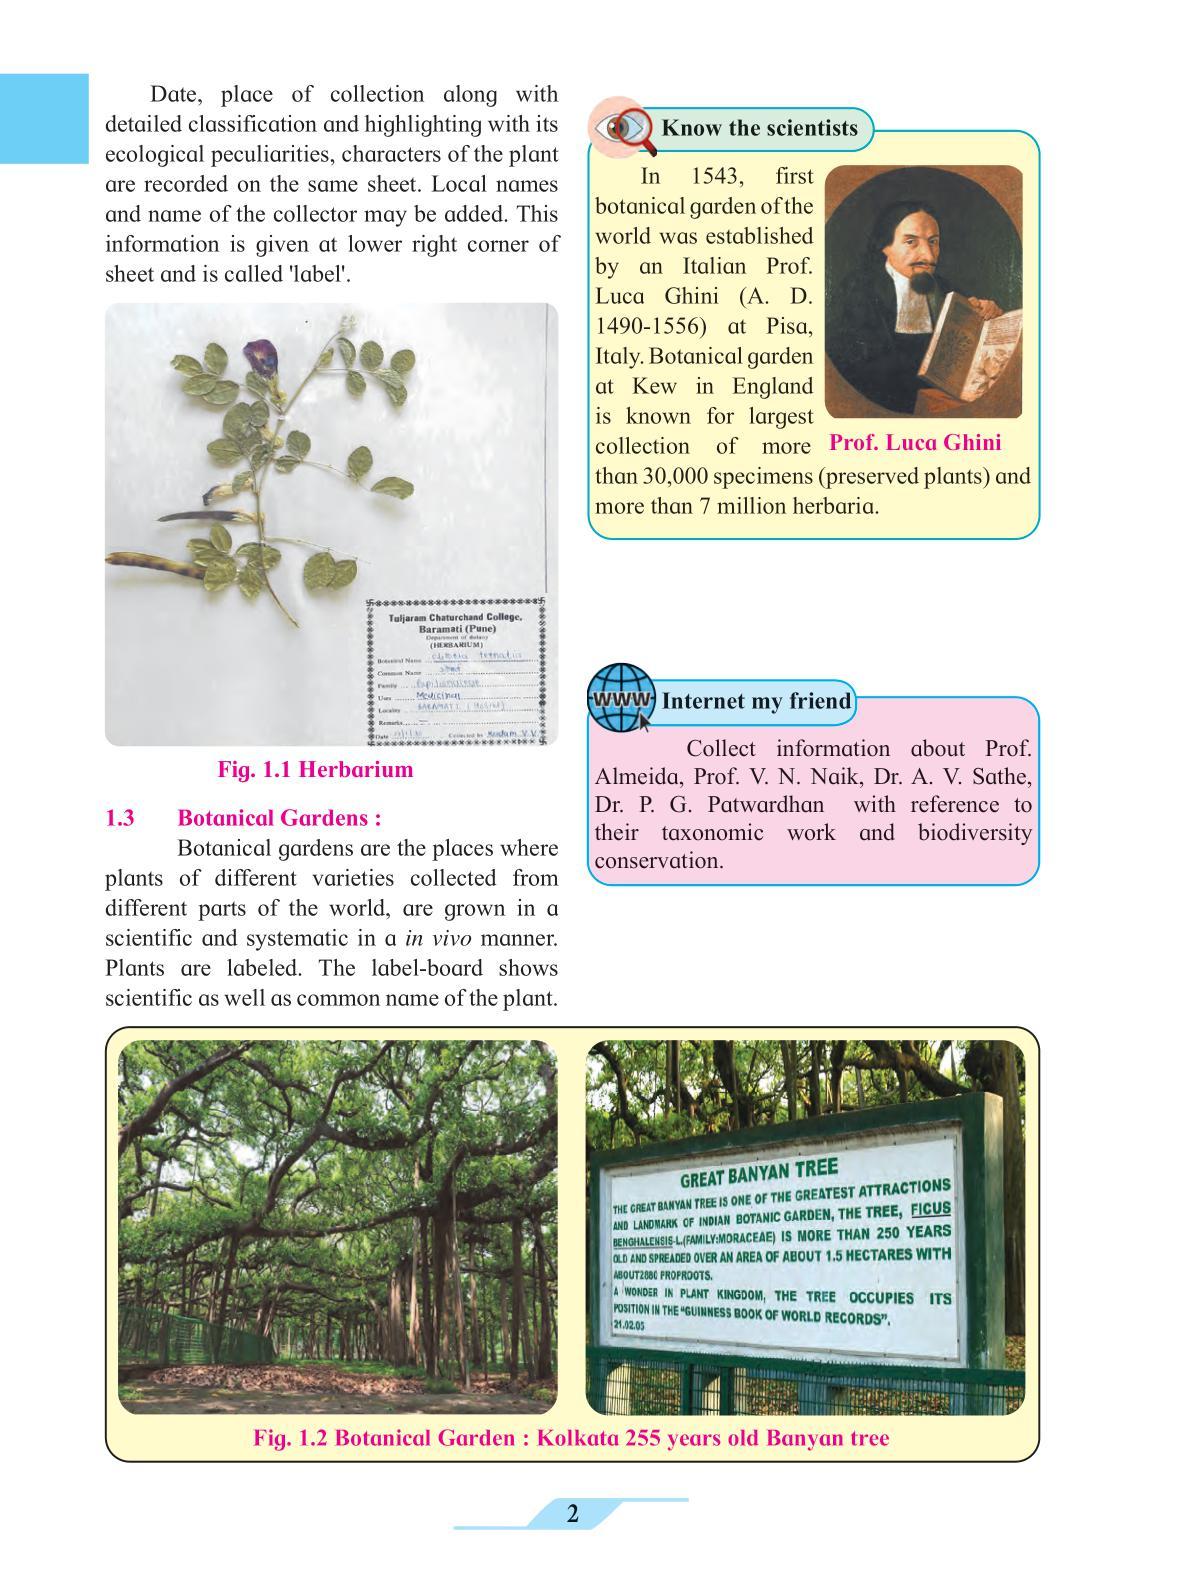 Date, place of collection along with
detailed classification and highlighting with its
ecological peculiarities, characters of the plant
are recorded on the same sheet. Local names
and name of the collector may be added. This
information is given at lower right corner of
sheet and is called 'label'.
Tuljaram Chaturchand College,
Baramati (Pune)
Department of Botany
(HERBARIUM)
Botanical Name
Common Name
Family
Uses Medicinal
Locality BARAMATI
Remarks
Date Collected by
Fig. 1.1 Herbarium
1.3 Botanical Gardens :
Botanical gardens are the places where
plants of different varieties collected from
different parts of the world, are grown in a
scientific and systematic in a in vivo manner.
Plants are labeled. The label-board shows
scientific as well as common name of the plant.
Know the scientists
In 1543, first
botanical garden of the
world was established
by an Italian Prof.
Luca Ghini (A. D.
1490-1556) at Pisa,
Italy. Botanical garden
at Kew in England
is known for largest
collection of more
than 30,000 specimens (preserved plants) and
more than 7 million herbaria.
Prof. Luca Ghini
WWW
Internet my friend
Collect information about Prof.
Almeida, Prof. V. N. Naik, Dr. A. V. Sathe,
Dr. P. G. Patwardhan with reference to
their taxonomic work and biodiversity
conservation.
GREAT BANYAN TREE
THE GREAT BANYAN TREE IS ONE OF THE GREATEST ATTRACTIONS
AND LANDMARK OF INDIAN BOTANIC GARDEN, THE TREE, FICUS
BENGHALENSIS-L.(FAMILY:MORACEAE) IS MORE THAN 250 YEARS
OLD AND SPREADED OVER AN AREA OF ABOUT 1.5 HECTARES WITH
ABOUT2880 PROPROOTS.
A WONDER IN PLANT KINGDOM, THE TREE OCCUPIES ITS
POSITION IN THE "GUINNESS BOOK OF WORLD RECORDS".
21.02.05
Fig. 1.2 Botanical Garden : Kolkata 255 years old Banyan tree
2